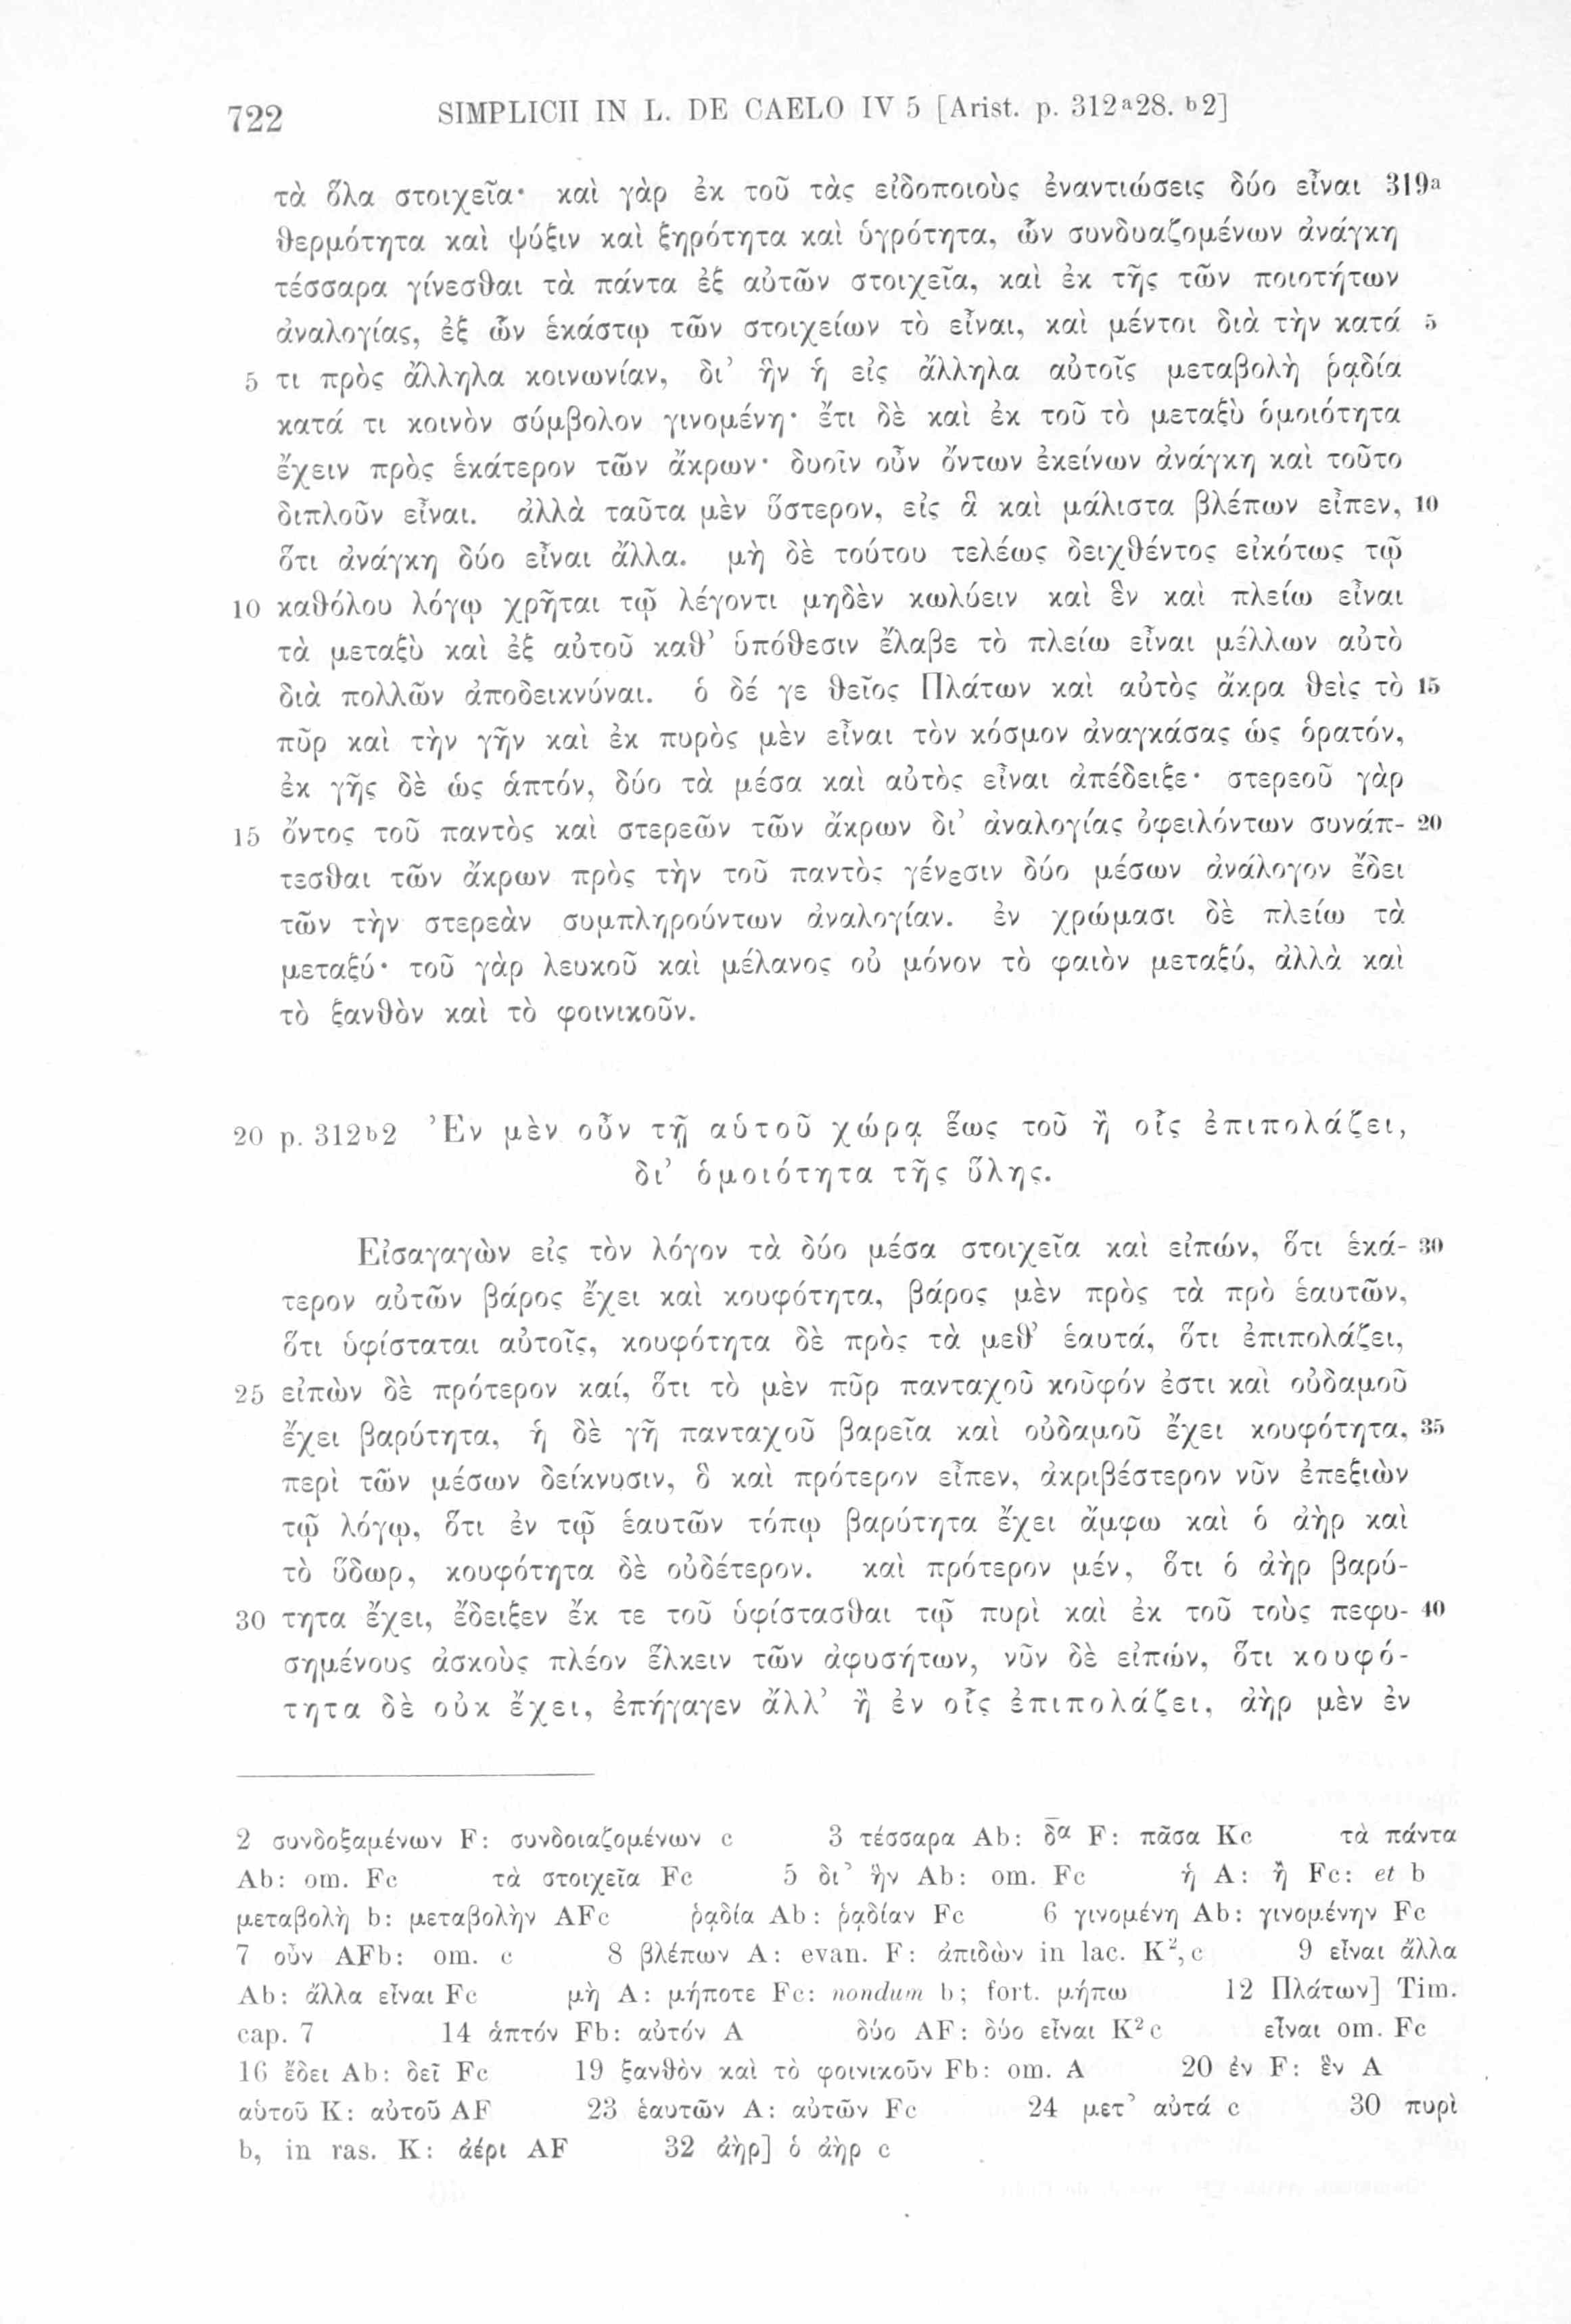 722 SIMPLICII IN L. DE CAELO IV 5 [Arist. p. 312ᵃ28. ᵇ2]
τὰ ὅλα στοιχεῖα· καὶ γὰρ ἐκ τοῦ τὰς εἰδοποιοὺς ἐναντιώσεις δύο εἶναι 319a
θερμότητα καὶ ψύξιν καὶ ξηρότητα καὶ ὑγρότητα, ὧν συνδυαζομένων ἀνάγκη
τέσσαρα γίνεσθαι τὰ πάντα ἐξ αὐτῶν στοιχεῖα, καὶ ἐκ τῆς τῶν ποιοτήτων
ἀναλογίας, ἐξ ὧν ἑκάστῳ τῶν στοιχείων τὸ εἶναι, καὶ μέντοι διὰ τὴν κατά 5
5 τι πρὸς ἄλληλα κοινωνίαν, δι’ ἣν ἡ εἰς ἄλληλα αὐτοῖς μεταβολὴ ῥᾳδία
κατά τι κοινὸν σύμβολον γινομένη· ἔτι δὲ καὶ ἐκ τοῦ τὸ μεταξὺ ὁμοιότητα
ἔχειν πρὸς ἑκάτερον τῶν ἄκρων· δυοῖν οὖν ὄντων ἐκείνων ἀνάγκη καὶ τοῦτο
διπλοῦν εἶναι. ἀλλὰ ταῦτα μὲν ὕστερον, εἰς ἃ καὶ μάλιστα βλέπων εἶπεν, 10
ὅτι ἀνάγκη δύο εἶναι ἄλλα. μὴ δὲ τούτου τελέως δειχθέντος εἰκότως τῷ
10 καθόλου λόγῳ χρῆται τῷ λέγοντι μηδὲν κωλύειν καὶ ἓν καὶ πλείω εἶναι
τὰ μεταξὺ καὶ ἐξ αὐτοῦ καθ’ ὑπόθεσιν ἔλαβε τὸ πλείω εἶναι μέλλων αὐτὸ
διὰ πολλῶν ἀποδεικνύναι. ὁ δέ γε θεῖος Πλάτων καὶ αὐτὸς ἄκρα θεὶς τὸ 15
πῦρ καὶ τὴν γῆν καὶ ἐκ πυρὸς μὲν εἶναι τὸν κόσμον ἀναγκάσας ὡς ὁρατόν,
ἐκ γῆς δὲ ὡς ἁπτόν, δύο τὰ μέσα καὶ αὐτὸς εἶναι ἀπέδειξε· στερεοῦ γὰρ
15 ὄντος τοῦ παντὸς καὶ στερεῶν τῶν ἄκρων δι’ ἀναλογίας ὀφειλόντων συνάπ- 20
τεσθαι τῶν ἄκρων πρὸς τὴν τοῦ παντὸς γένεσιν δύο μέσων ἀνάλογον ἔδει
τῶν τὴν στερεὰν συμπληρούντων ἀναλογίαν. ἐν χρώμασι δὲ πλείω τὰ
μεταξύ· τοῦ γὰρ λευκοῦ καὶ μέλανος οὐ μόνον τὸ φαιὸν μεταξύ, ἀλλὰ καὶ
τὸ ξανθὸν καὶ τὸ φοινικοῦν.
20 p. 312ᵇ2 Ἐν μὲν οὖν τῇ αὑτοῦ χώρᾳ ἕως τοῦ ἢ οἷς ἐπιπολάζει,
δι’ ὁμοιότητα τῆς ὕλης.
Εἰσαγαγὼν εἰς τὸν λόγον τὰ δύο μέσα στοιχεῖα καὶ εἰπών, ὅτι ἑκά- 30
τερον αὐτῶν βάρος ἔχει καὶ κουφότητα, βάρος μὲν πρὸς τὰ πρὸ ἑαυτῶν,
ὅτι ὑφίσταται αὐτοῖς, κουφότητα δὲ πρὸς τὰ μεθ’ ἑαυτά, ὅτι ἐπιπολάζει,
25 εἰπὼν δὲ πρότερον καί, ὅτι τὸ μὲν πῦρ πανταχοῦ κοῦφόν ἐστι καὶ οὐδαμοῦ
ἔχει βαρύτητα, ἡ δὲ γῆ πανταχοῦ βαρεῖα καὶ οὐδαμοῦ ἔχει κουφότητα, 35
περὶ τῶν μέσων δείκνυσιν, ὃ καὶ πρότερον εἶπεν, ἀκριβέστερον νῦν ἐπεξιὼν
τῷ λόγῳ, ὅτι ἐν τῷ ἑαυτῶν τόπῳ βαρύτητα ἔχει ἄμφω καὶ ὁ ἀὴρ καὶ
τὸ ὕδωρ, κουφότητα δὲ οὐδέτερον. καὶ πρότερον μέν, ὅτι ὁ ἀὴρ βαρύ-
30 τητα ἔχει, ἔδειξεν ἔκ τε τοῦ ὑφίστασθαι τῷ πυρὶ καὶ ἐκ τοῦ τοὺς πεφυ- 40
σημένους ἀσκοὺς πλέον ἕλκειν τῶν ἀφυσήτων, νῦν δὲ εἰπών, ὅτι κουφό-
τητα δὲ οὐκ ἔχει, ἐπήγαγεν ἄλλ’ ἢ ἐν οἷς ἐπιπολάζει, ἀὴρ μὲν ἐν
2 συνδοξαμένων F: συνδοιαζομένων c 3 τέσσαρα Ab: δ̅ᵅ F: πᾶσα Kc τὰ πάντα
Ab: om. Fc τὰ στοιχεῖα Fc 5 δι’ ἣν Ab: om. Fc ἡ A: ἢ Fc: et b
μεταβολὴ b: μεταβολὴν AFc ῥᾳδία Ab: ῥᾳδίαν Fc 6 γινομένη Ab: γινομένην Fc
7 οὖν AFb: om. c 8 βλέπων A: evan. F: ἀπιδὼν in lac. K², c 9 εἶναι ἄλλα
Ab: ἄλλα εἶναι Fc μὴ A: μήποτε Fc: nondum b; fort. μήπω 12 Πλάτων] Tim.
cap. 7 14 ἁπτόν Fb: αὐτόν A δύο AF: δύο εἶναι K² c εἶναι om. Fc
16 ἔδει Ab: δεῖ Fc 19 ξανθὸν καὶ τὸ φοινικοῦν Fb: om. A 20 ἐν F: ἓν A
αὑτοῦ K: αὐτοῦ AF 23 ἑαυτῶν A: αὐτῶν Fc 24 μετ’ αὐτά c 30 πυρὶ
b, in ras. K: ἀέρι AF 32 ἀὴρ] ὁ ἀὴρ c